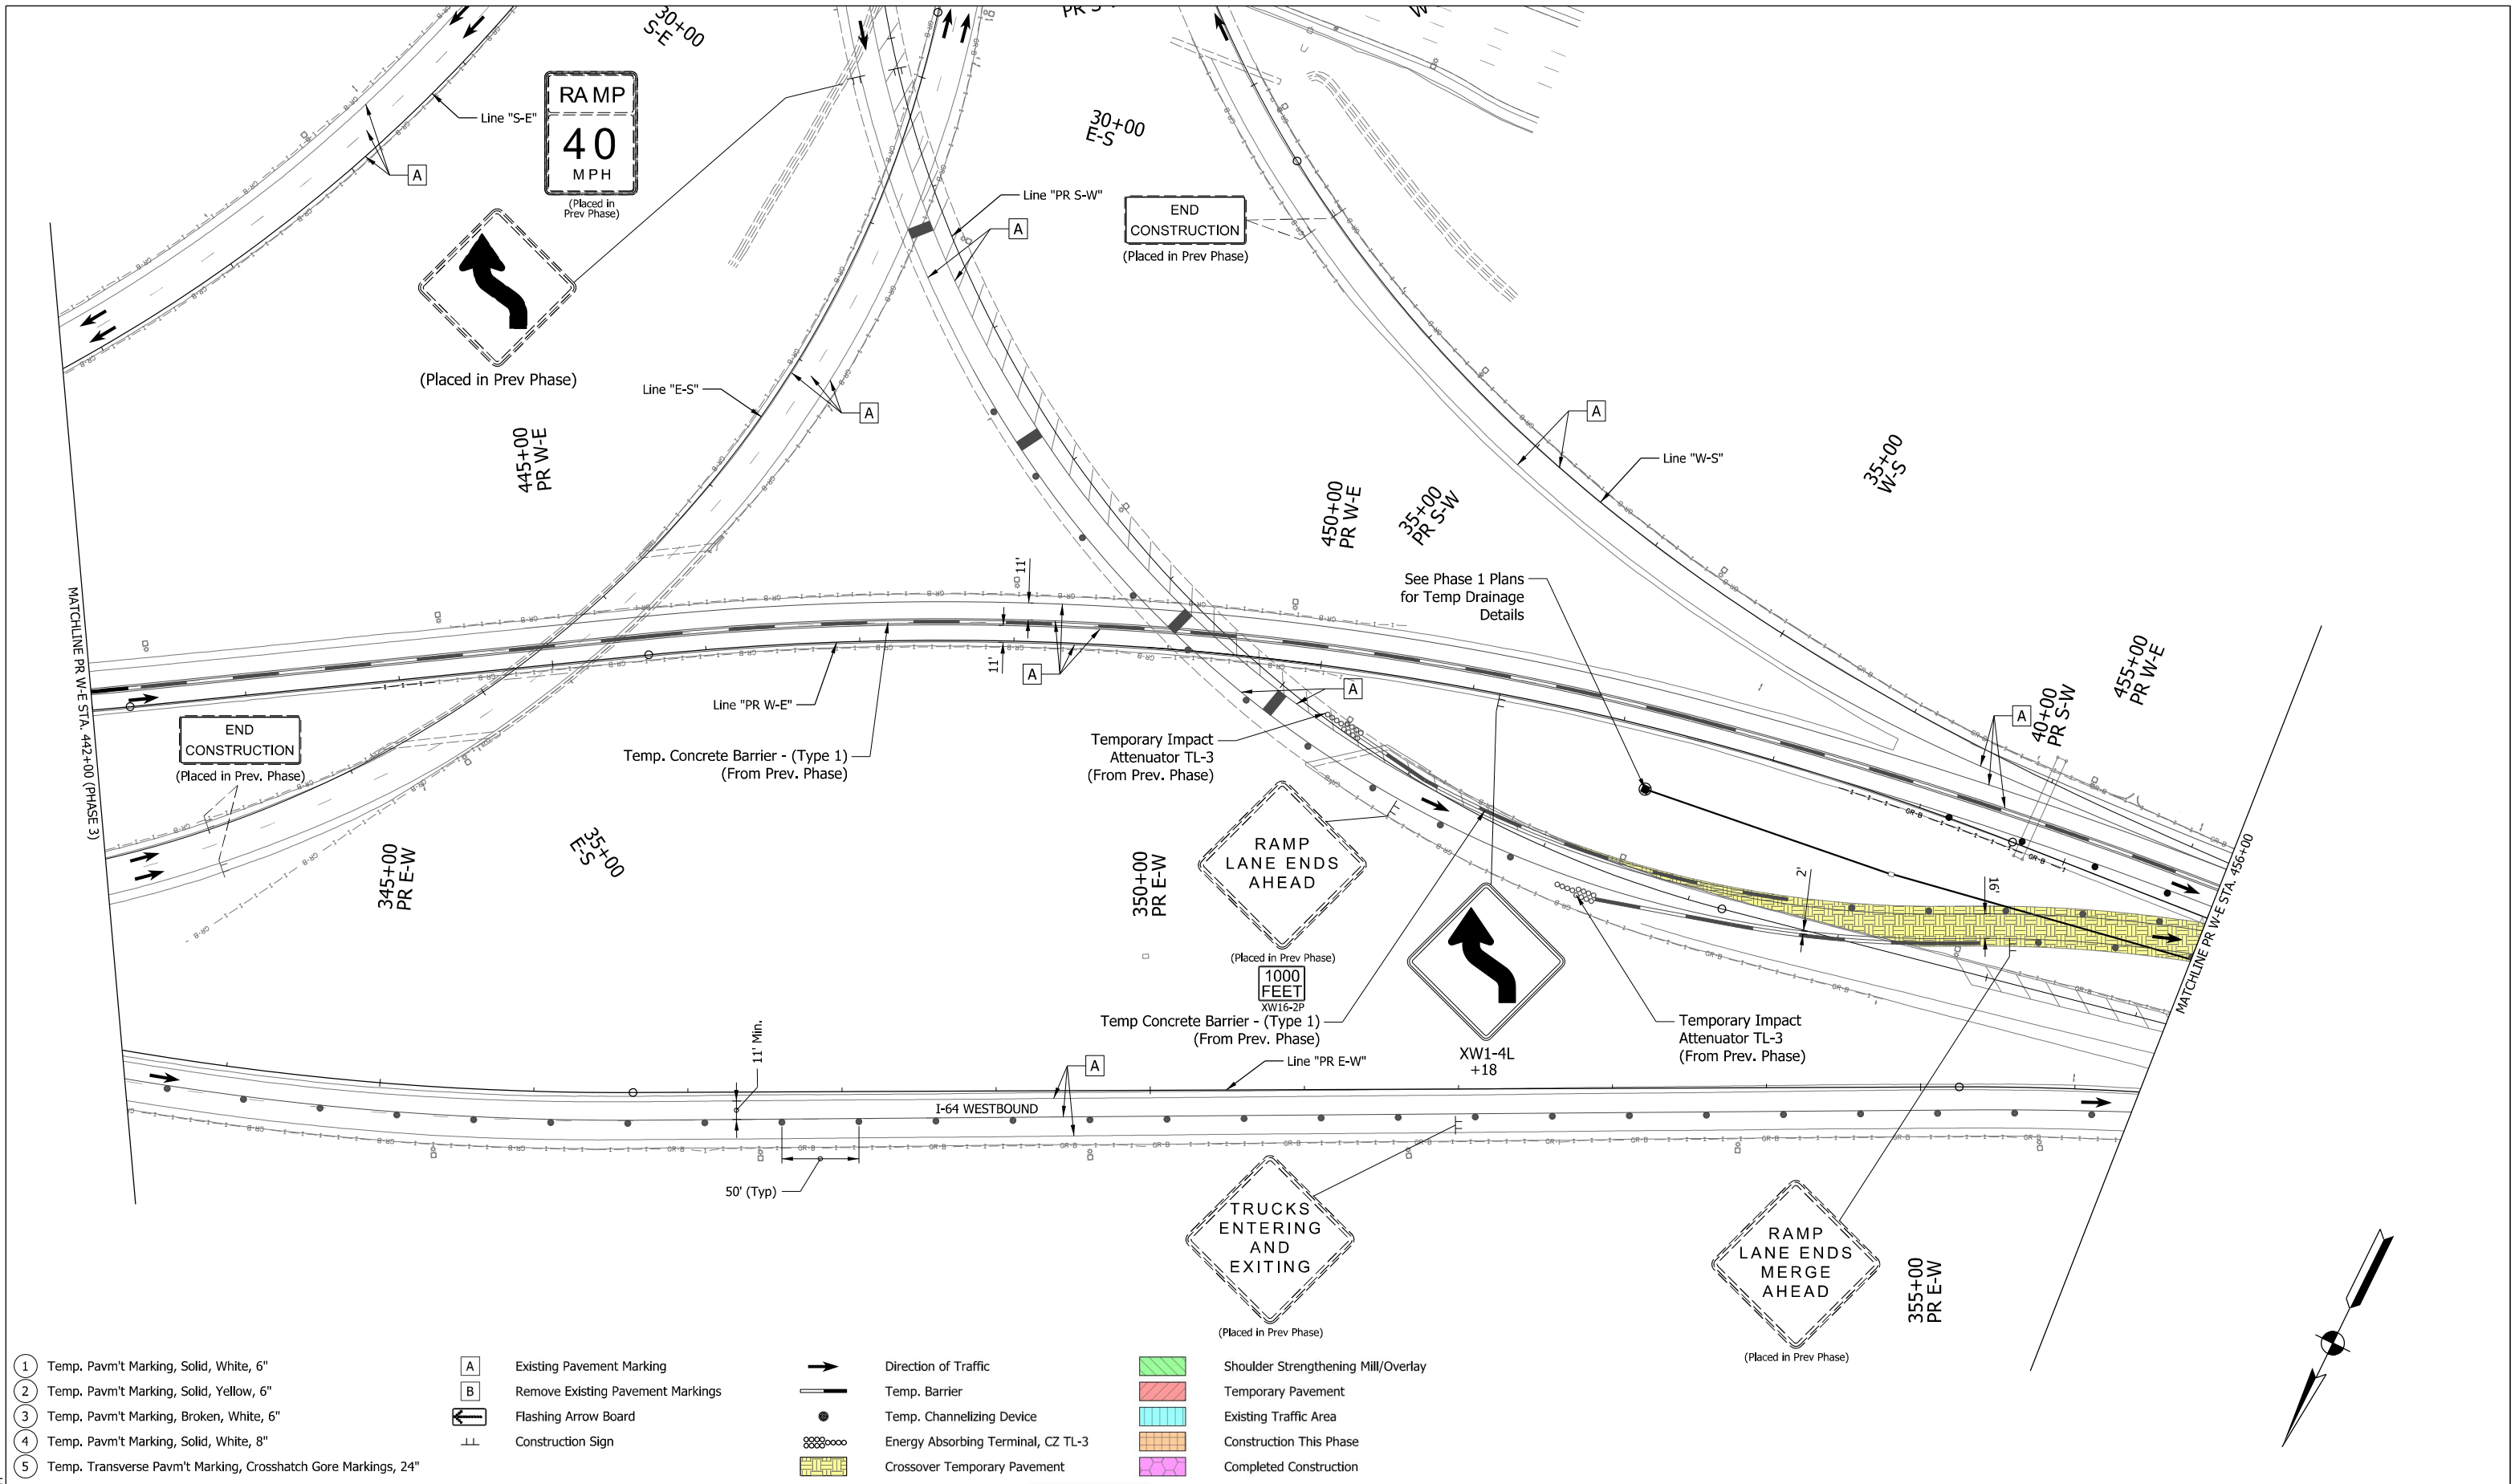 30+00
S-E
PR S-
W
RAMP
40
MPH
(Placed in
Prev Phase)
Line "S-E"
A
30+00
E-S
Line "PR S-W"
A
END
CONSTRUCTION
(Placed in Prev Phase)
(Placed in Prev Phase)
Line "E-S"
A
A
Line "W-S"
445+00
PR W-E
450+00
PR W-E
35+00
PR S-W
35+00
W-S
See Phase 1 Plans
for Temp Drainage
Details
11'
11'
A
A
MATCHLINE PR W-E STA. 442+00 (PHASE 3)
END
CONSTRUCTION
(Placed in Prev. Phase)
Line "PR W-E"
Temp. Concrete Barrier - (Type 1)
(From Prev. Phase)
Temporary Impact
Attenuator TL-3
(From Prev. Phase)
A
40+00
PR S-W
455+00
PR W-E
RAMP
LANE ENDS
AHEAD
(Placed in Prev Phase)
1000
FEET
XW16-2P
345+00
PR E-W
35+00
E-S
350+00
PR E-W
2'
16'
MATCHLINE PR W-E STA. 456+00
Temp Concrete Barrier - (Type 1)
(From Prev. Phase)
XW1-4L
+18
Temporary Impact
Attenuator TL-3
(From Prev. Phase)
11' Min.
A
Line "PR E-W"
I-64 WESTBOUND
50' (Typ)
TRUCKS
ENTERING
AND
EXITING
(Placed in Prev Phase)
RAMP
LANE ENDS
MERGE
AHEAD
(Placed in Prev Phase)
355+00
PR E-W
1 Temp. Pavm't Marking, Solid, White, 6"
2 Temp. Pavm't Marking, Solid, Yellow, 6"
3 Temp. Pavm't Marking, Broken, White, 6"
4 Temp. Pavm't Marking, Solid, White, 8"
5 Temp. Transverse Pavm't Marking, Crosshatch Gore Markings, 24"
A Existing Pavement Marking
B Remove Existing Pavement Markings
Flashing Arrow Board
Construction Sign
Direction of Traffic
Temp. Barrier
Temp. Channelizing Device
Energy Absorbing Terminal, CZ TL-3
Crossover Temporary Pavement
Shoulder Strengthening Mill/Overlay
Temporary Pavement
Existing Traffic Area
Construction This Phase
Completed Construction